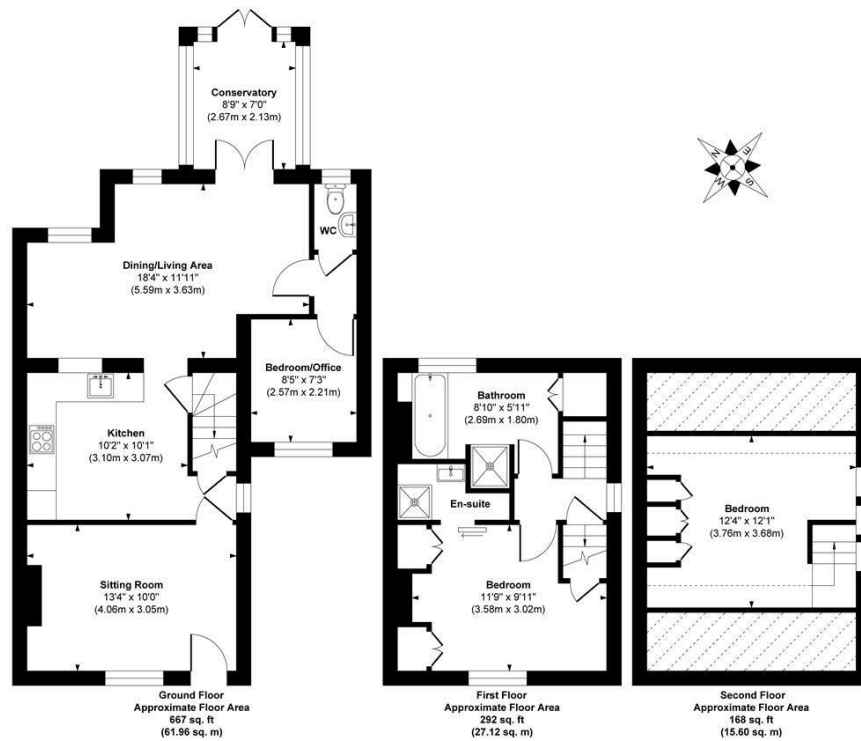 Conservatory
8'9" x 7'0"
(2.67m x 2.13m)
N
E
S
W
WC
Dining/Living Area
18'4" x 11'11"
(5.59m x 3.63m)
Bedroom/Office
8'5" x 7'3"
(2.57m x 2.21m)
Kitchen
10'2" x 10'1"
(3.10m x 3.07m)
Sitting Room
13'4" x 10'0"
(4.06m x 3.05m)
Ground Floor
Approximate Floor Area
667 sq. ft
(61.96 sq. m)
Bathroom
8'10" x 5'11"
(2.69m x 1.80m)
En-suite
Bedroom
11'9" x 9'11"
(3.58m x 3.02m)
First Floor
Approximate Floor Area
292 sq. ft
(27.12 sq. m)
Bedroom
12'4" x 12'1"
(3.76m x 3.68m)
Second Floor
Approximate Floor Area
168 sq. ft
(15.60 sq. m)